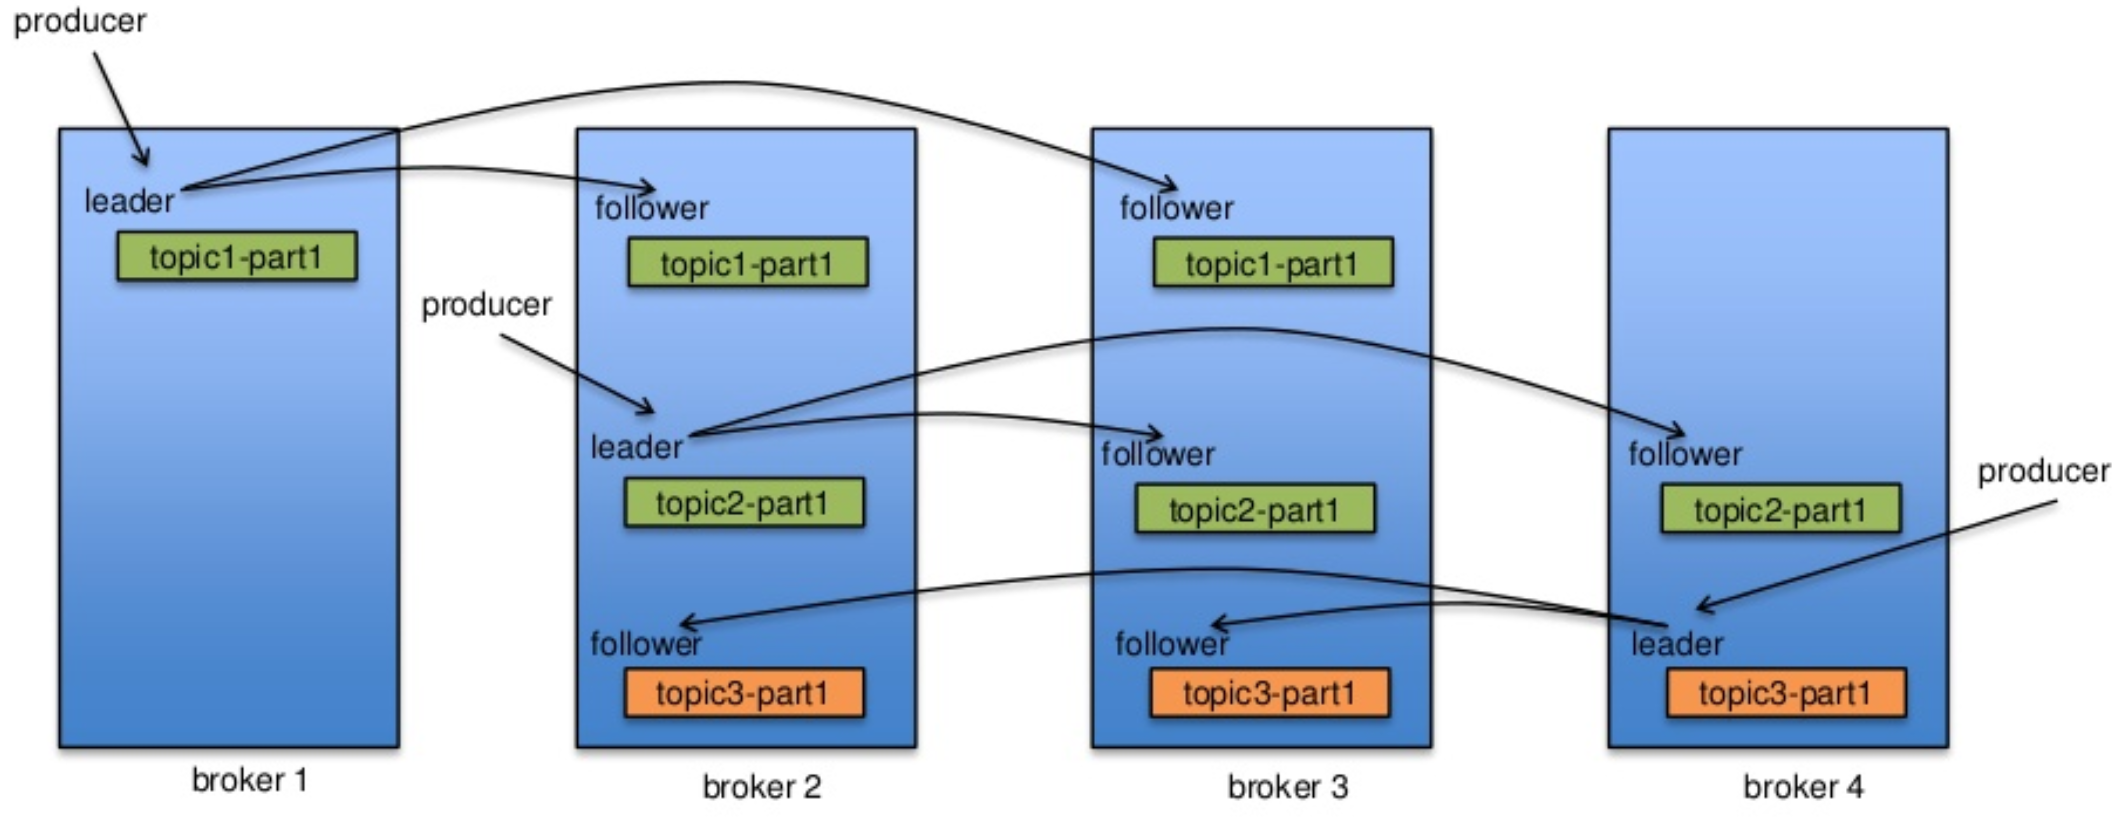 producer
leader
topic1-part1
follower
topic1-part1
follower
topic1-part1
producer
leader
topic2-part1
follower
topic2-part1
follower
topic2-part1
producer
follower
topic3-part1
follower
topic3-part1
leader
topic3-part1
broker 1
broker 2
broker 3
broker 4